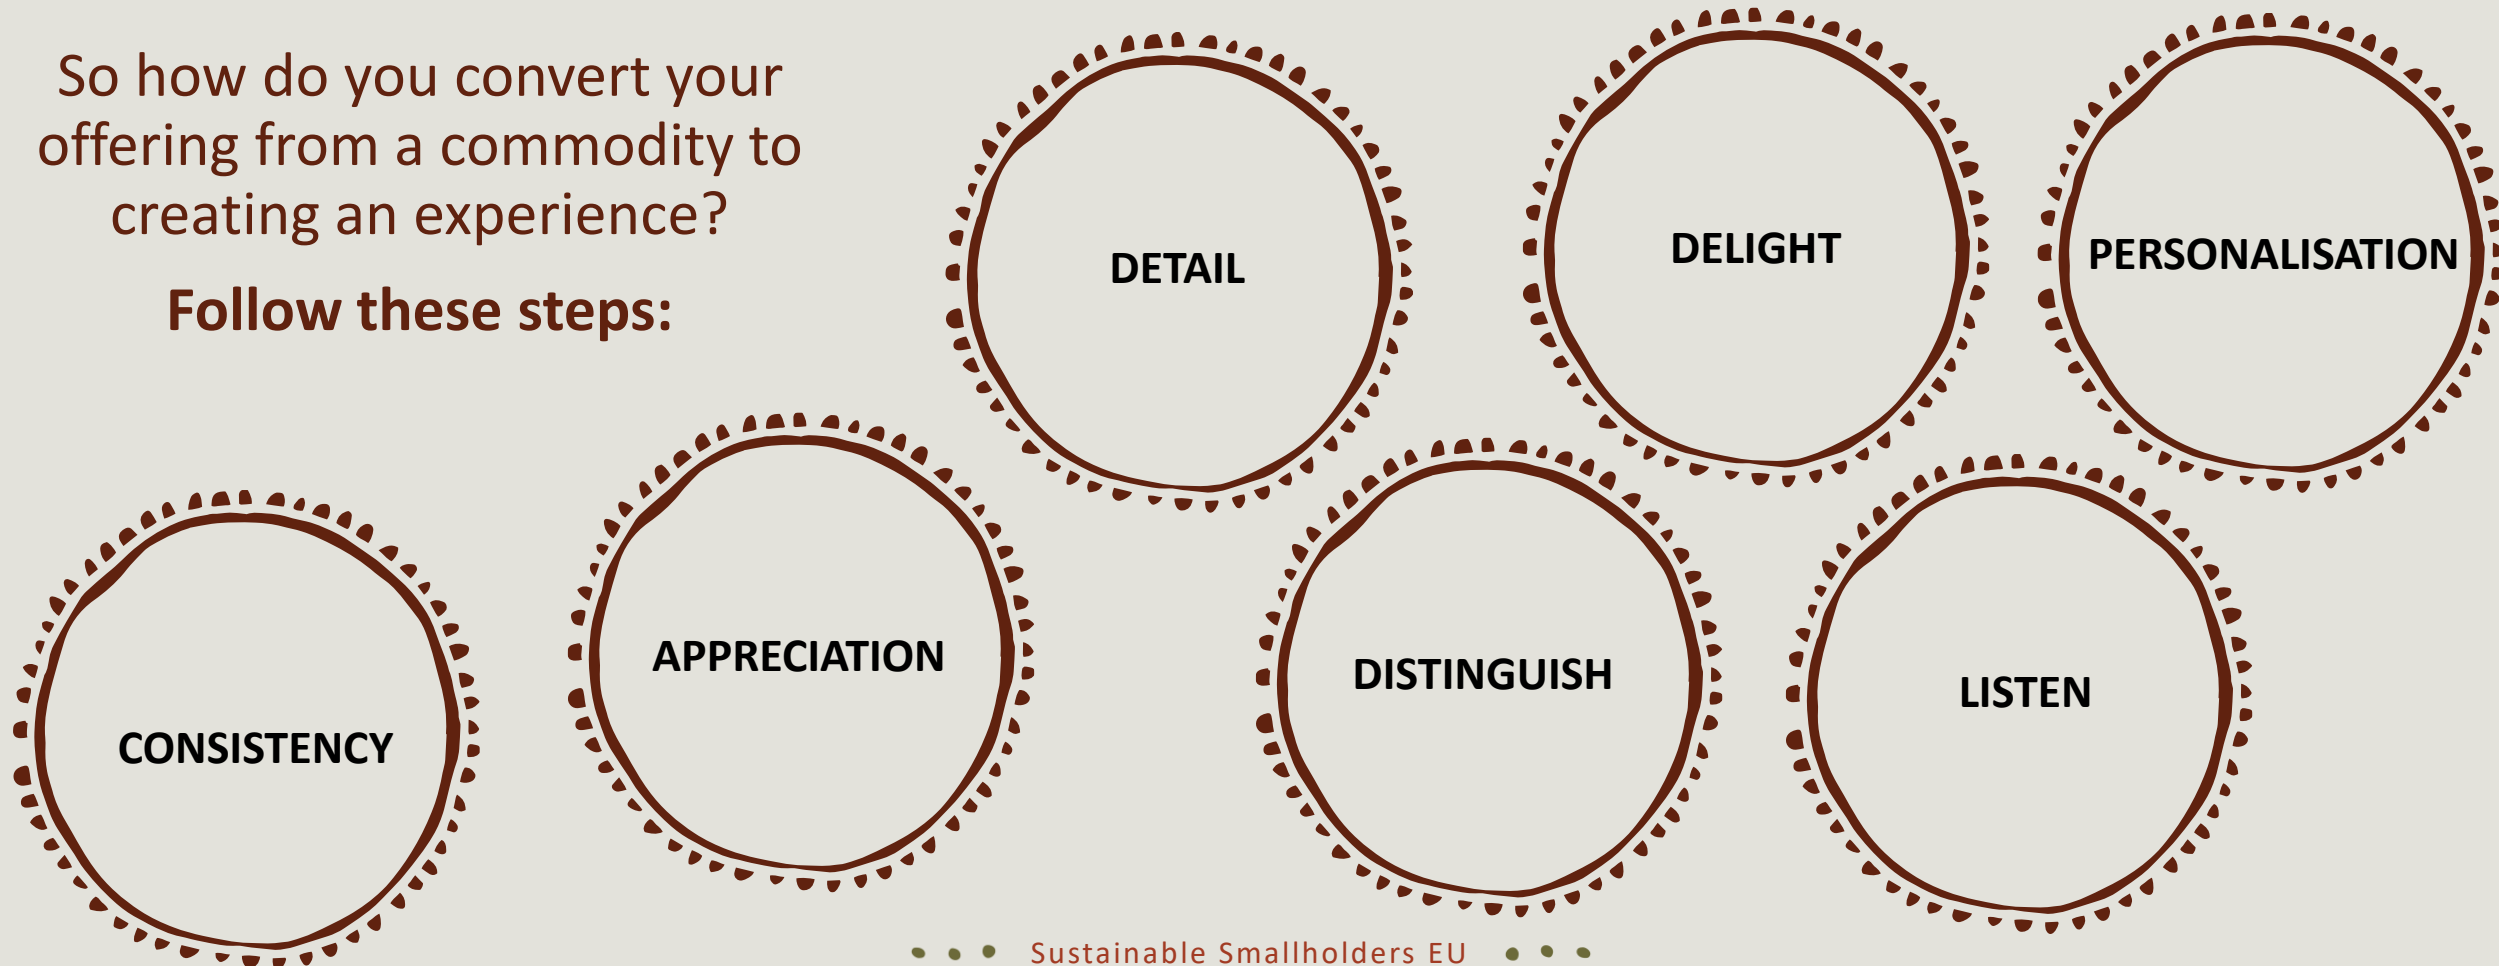 So how do you convert your
offering from a commodity to
creating an experience?
Follow these steps:
DETAIL
DELIGHT
PERSONALISATION
CONSISTENCY
APPRECIATION
DISTINGUISH
LISTEN
Sustainable Smallholders EU